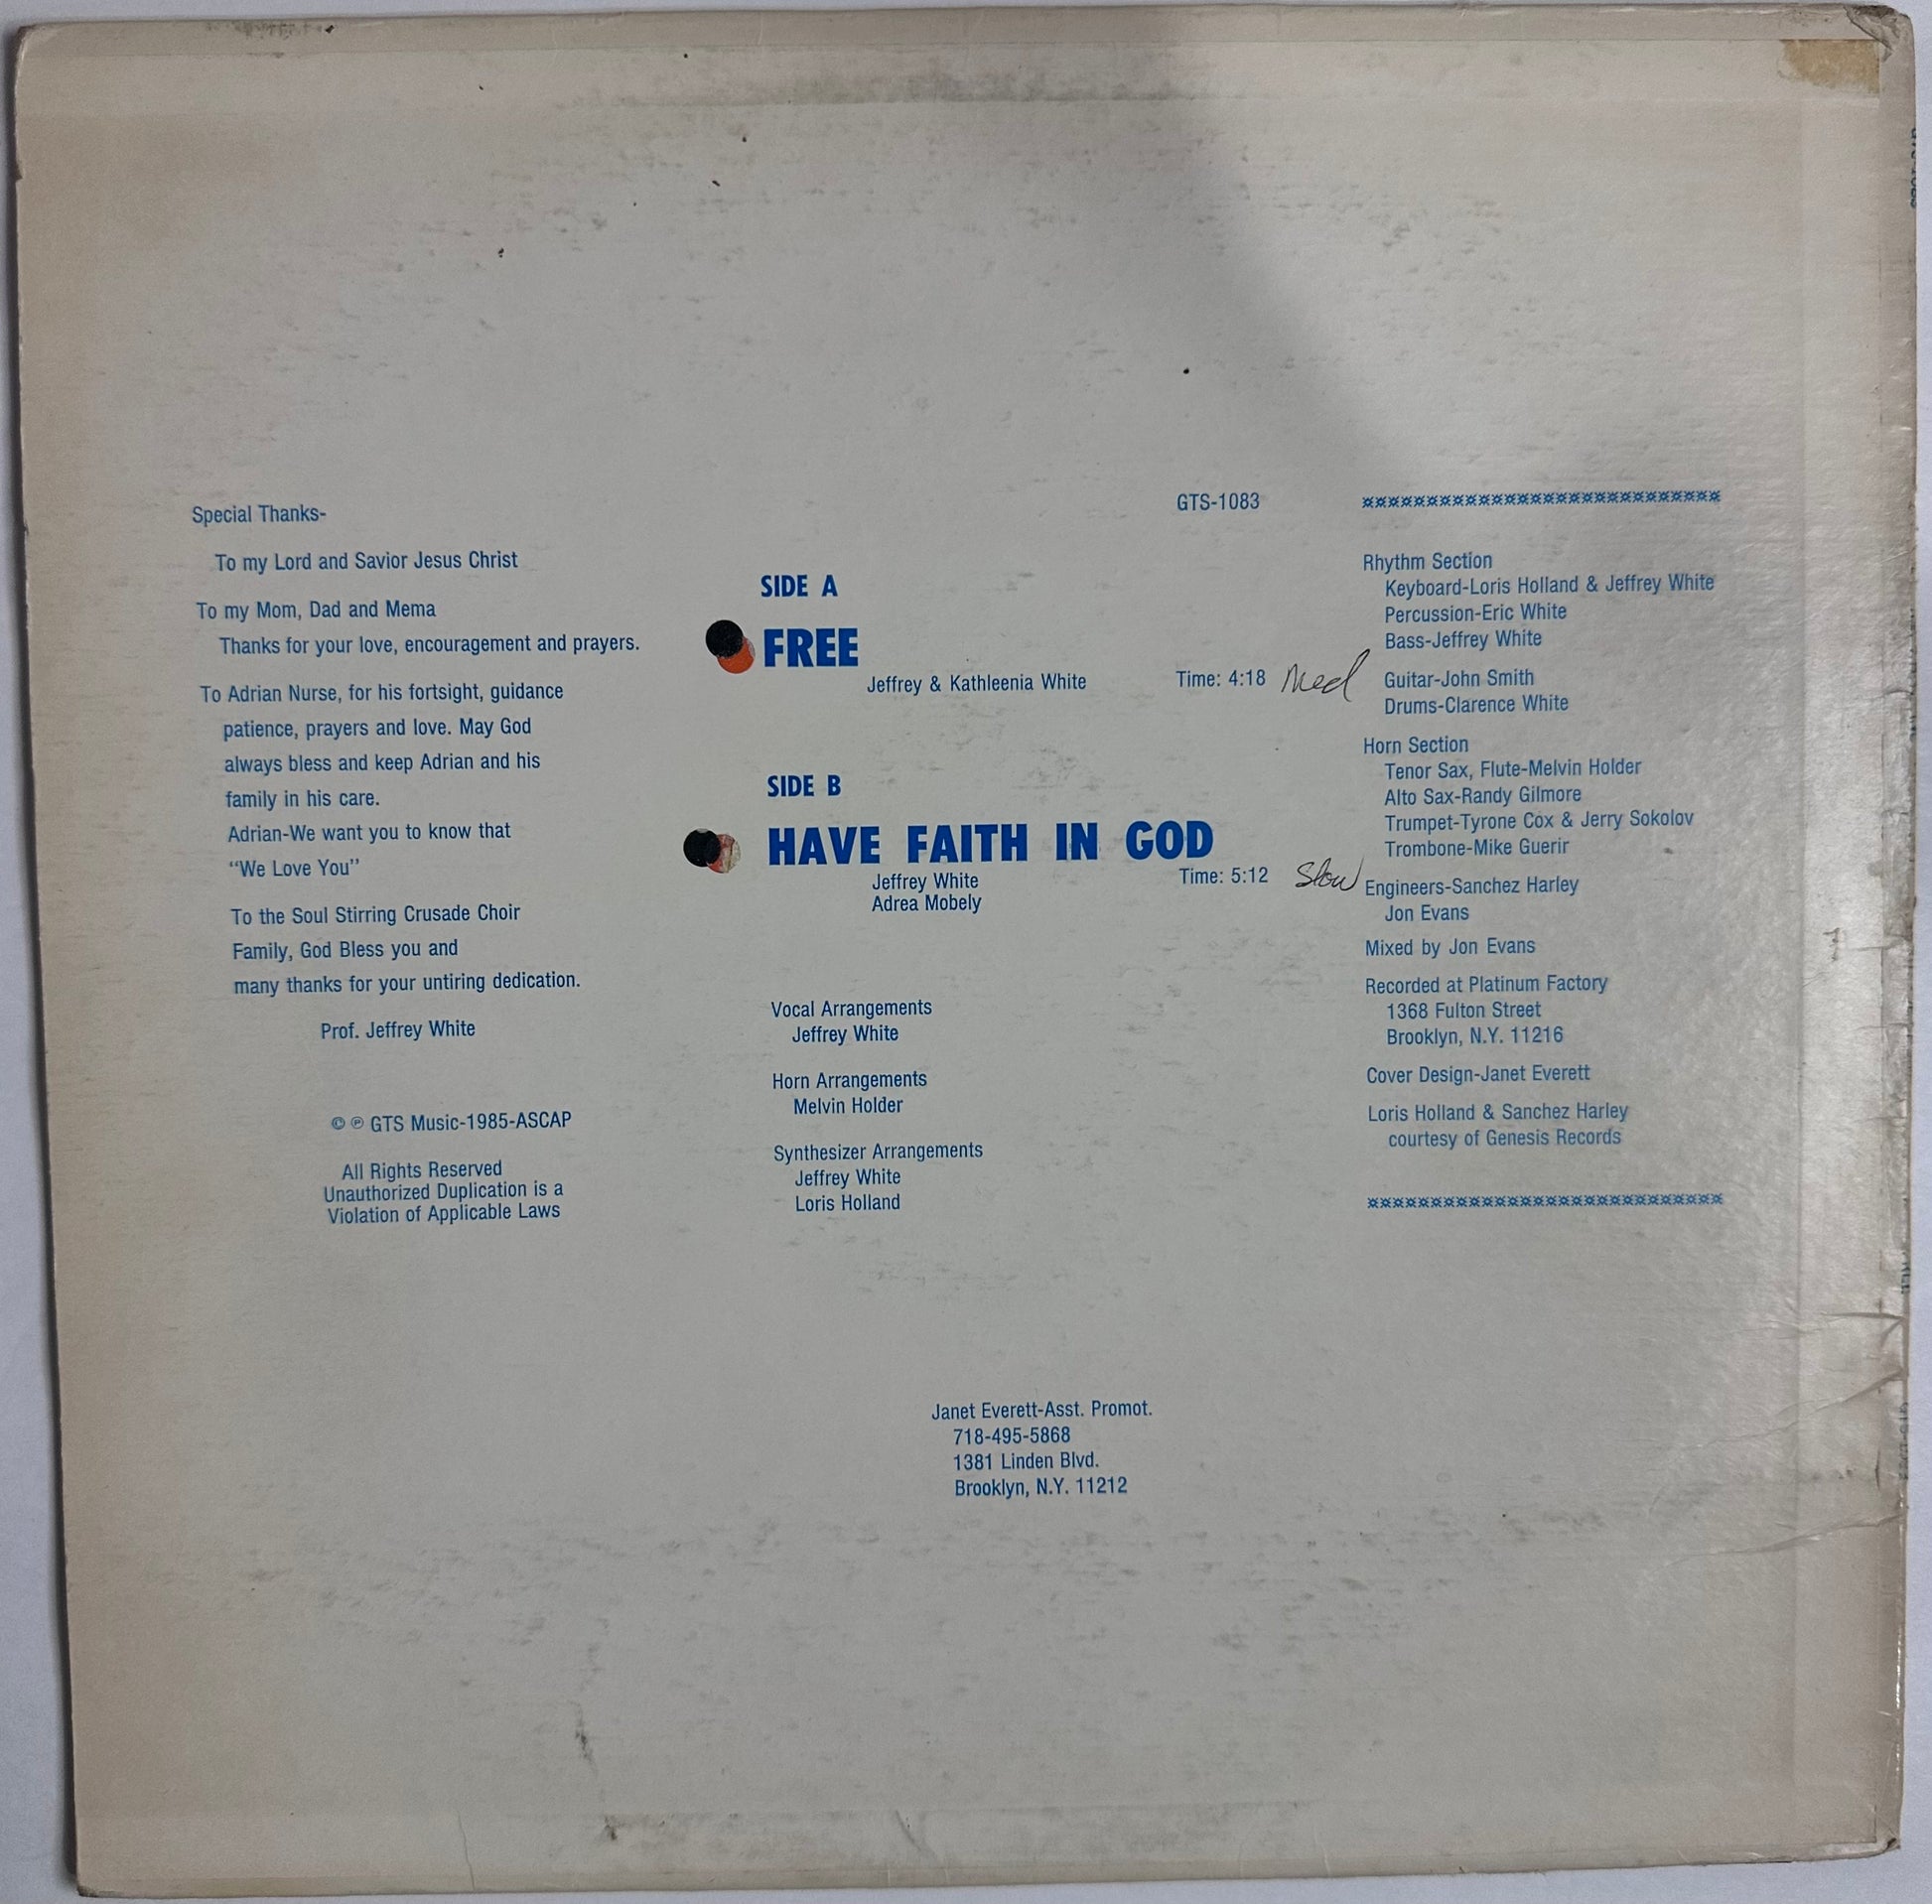 Special Thanks-
To my Lord and Savior Jesus Christ
To my Mom, Dad and Mema
Thanks for your love, encouragement and prayers.
To Adrian Nurse, for his fortsight, guidance
patience, prayers and love. May God
always bless and keep Adrian and his
family in his care.
Adrian-We want you to know that
"We Love You"
To the Soul Stirring Crusade Choir
Family, God Bless you and
many thanks for your untiring dedication.
Prof. Jeffrey White
© ℗ GTS Music-1985-ASCAP
All Rights Reserved
Unauthorized Duplication is a
Violation of Applicable Laws
GTS-1083
SIDE A
FREE
Jeffrey & Kathleenia White
Time: 4:18 Med
SIDE B
HAVE FAITH IN GOD
Jeffrey White
Adrea Mobely
Time: 5:12 Slow
Vocal Arrangements
Jeffrey White
Horn Arrangements
Melvin Holder
Synthesizer Arrangements
Jeffrey White
Loris Holland
Janet Everett-Asst. Promot.
718-495-5868
1381 Linden Blvd.
Brooklyn, N.Y. 11212
Rhythm Section
Keyboard-Loris Holland & Jeffrey White
Percussion-Eric White
Bass-Jeffrey White
Guitar-John Smith
Drums-Clarence White
Horn Section
Tenor Sax, Flute-Melvin Holder
Alto Sax-Randy Gilmore
Trumpet-Tyrone Cox & Jerry Sokolov
Trombone-Mike Guerir
Engineers-Sanchez Harley
Jon Evans
Mixed by Jon Evans
Recorded at Platinum Factory
1368 Fulton Street
Brooklyn, N.Y. 11216
Cover Design-Janet Everett
Loris Holland & Sanchez Harley
courtesy of Genesis Records